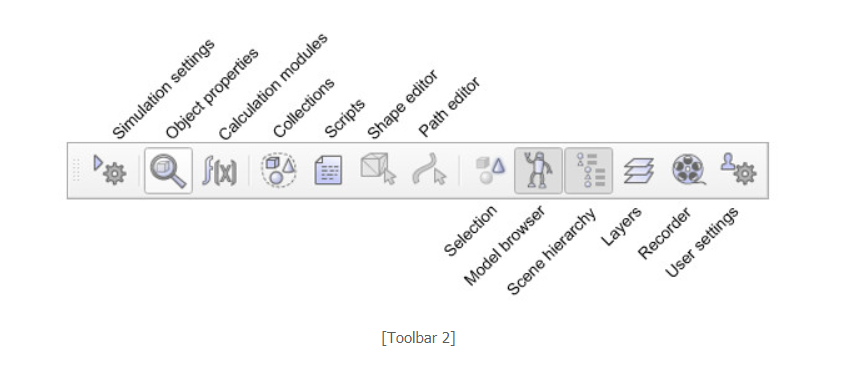 Simulation settings
Object properties
Calculation modules
Collections
Scripts
Shape editor
Path editor
f(x)
Selection
Model browser
Scene hierarchy
Layers
Recorder
User settings
[Toolbar 2]